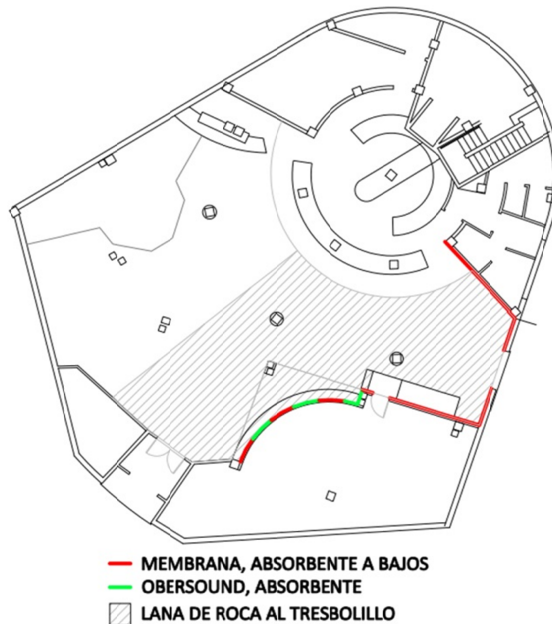 MEMBRANA, ABSORBENTE A BAJOS
OBERSOUND, ABSORBENTE
LANA DE ROCA AL TRESBOLILLO